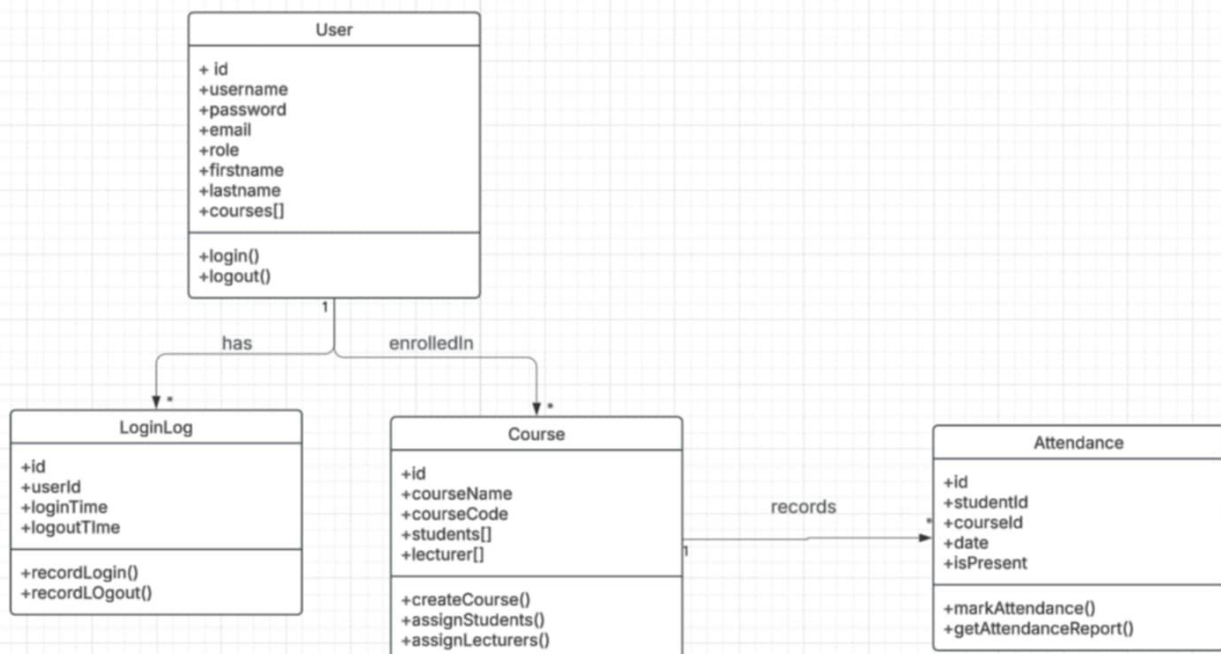 User
+ id
+username
+password
+email
+role
+firstname
+lastname
+courses[]
+login()
+logout()
1
has
enrolledIn
*
*
LoginLog
+id
+userId
+loginTime
+logoutTIme
+recordLogin()
+recordLOgout()
Course
+id
+courseName
+courseCode
+students[]
+lecturer[]
+createCourse()
+assignStudents()
+assignLecturers()
1
records
*
Attendance
+id
+studentId
+courseId
+date
+isPresent
+markAttendance()
+getAttendanceReport()